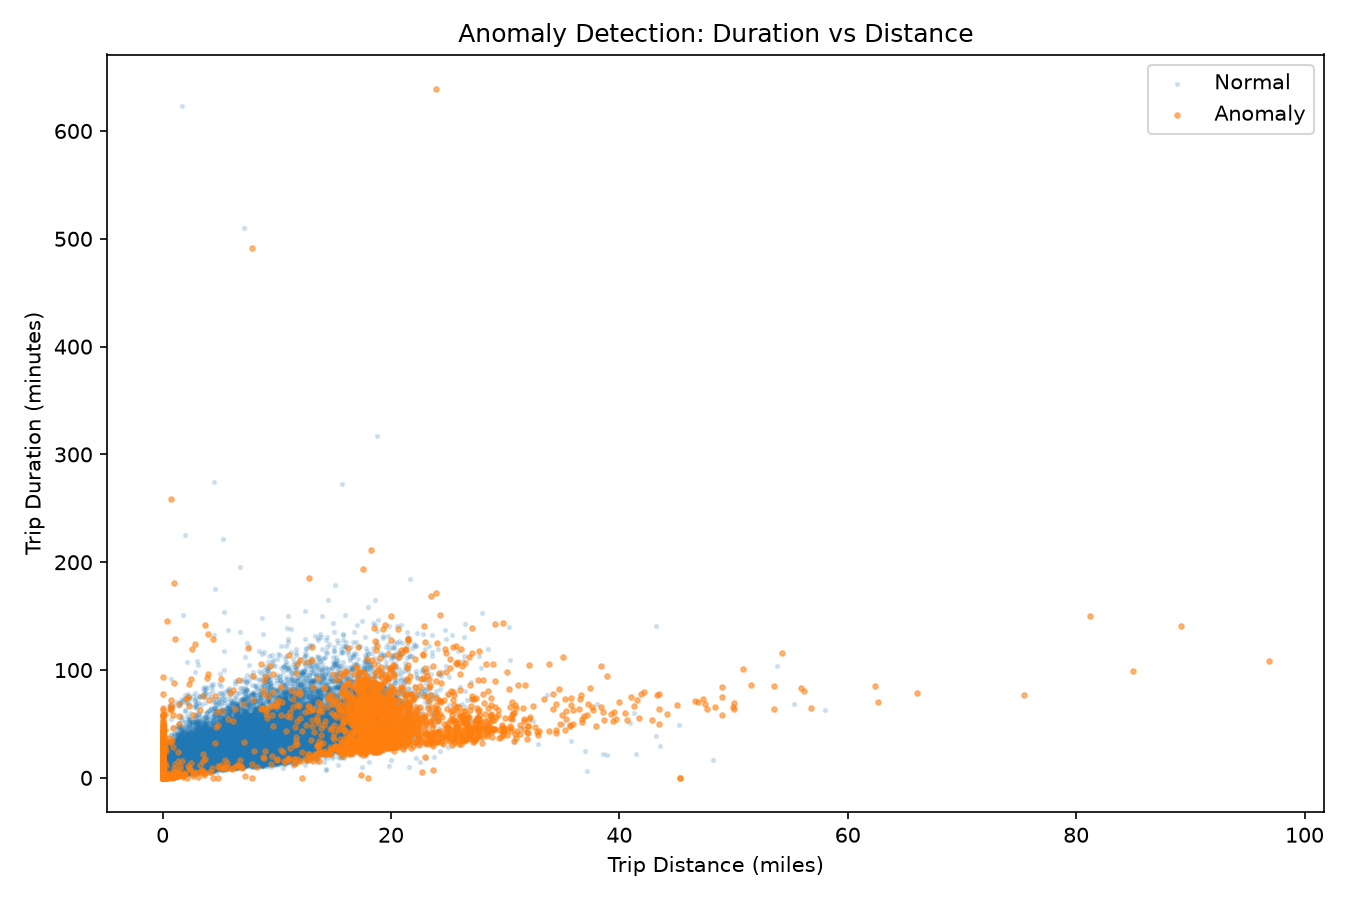 Anomaly Detection: Duration vs Distance
Normal
Anomaly
600
500
400
300
200
100
0
Trip Duration (minutes)
0 20 40 60 80 100
Trip Distance (miles)